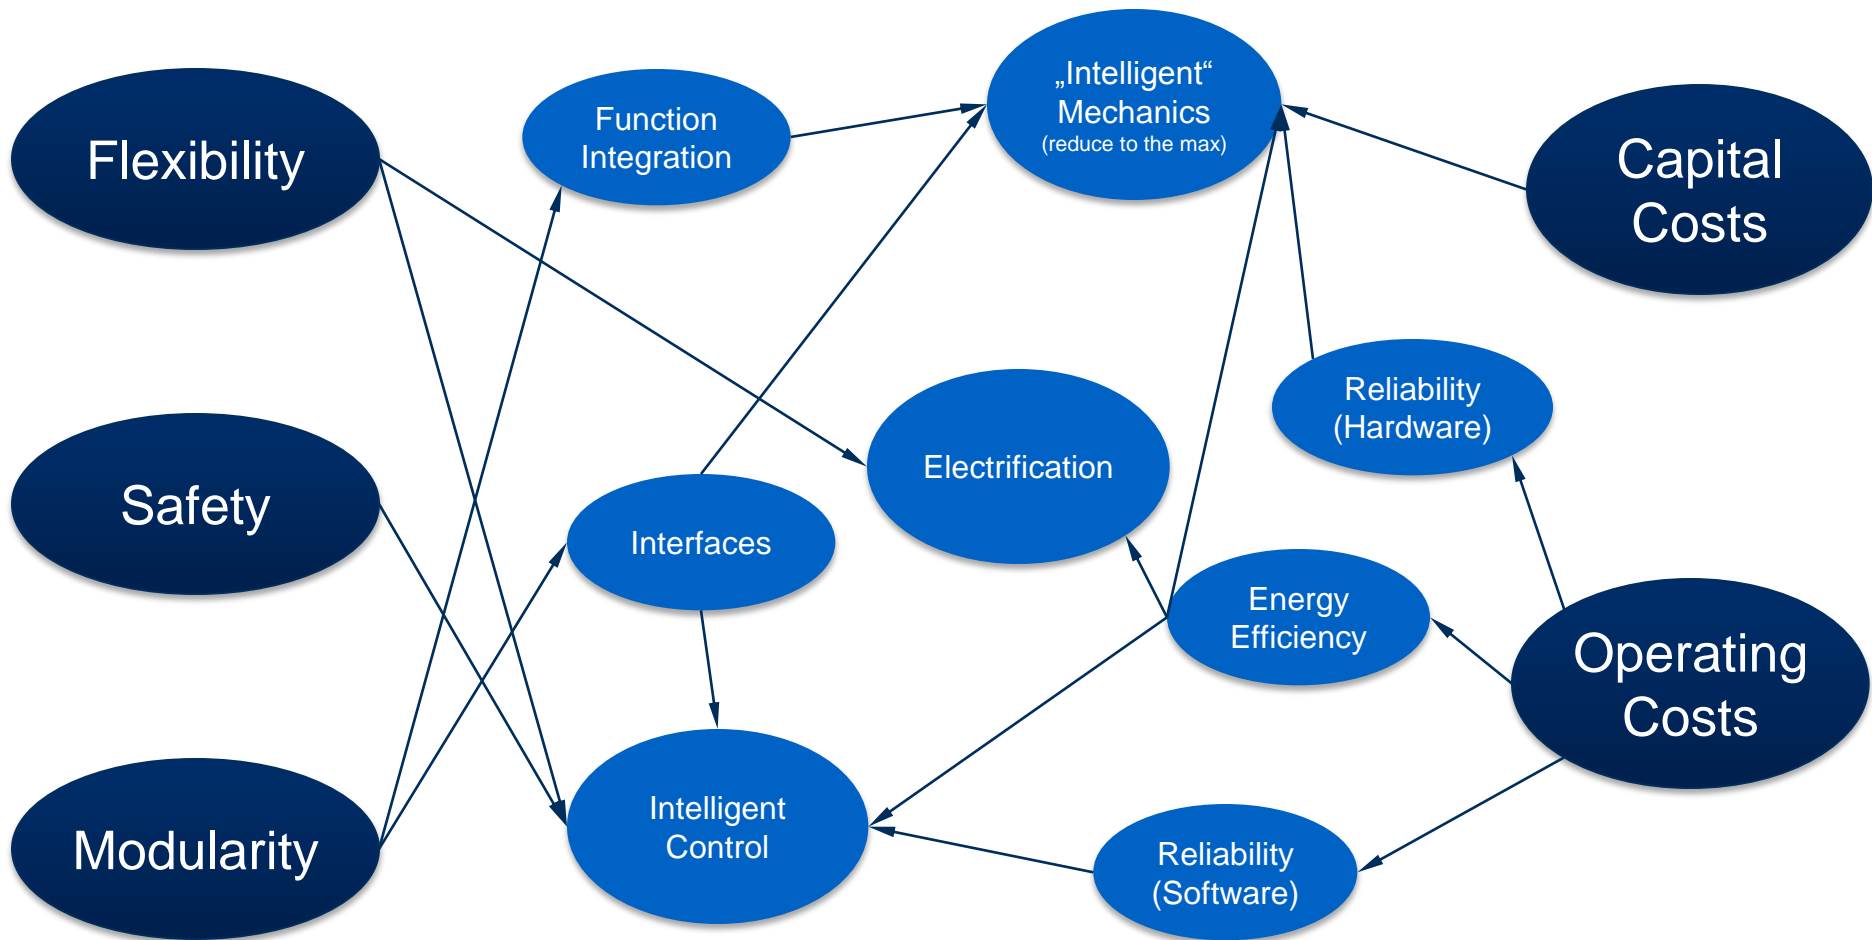 Flexibility
Function
Integration
„Intelligent“
Mechanics
(reduce to the max)
Capital
Costs
Reliability
(Hardware)
Electrification
Safety
Interfaces
Energy
Efficiency
Operating
Costs
Modularity
Intelligent
Control
Reliability
(Software)